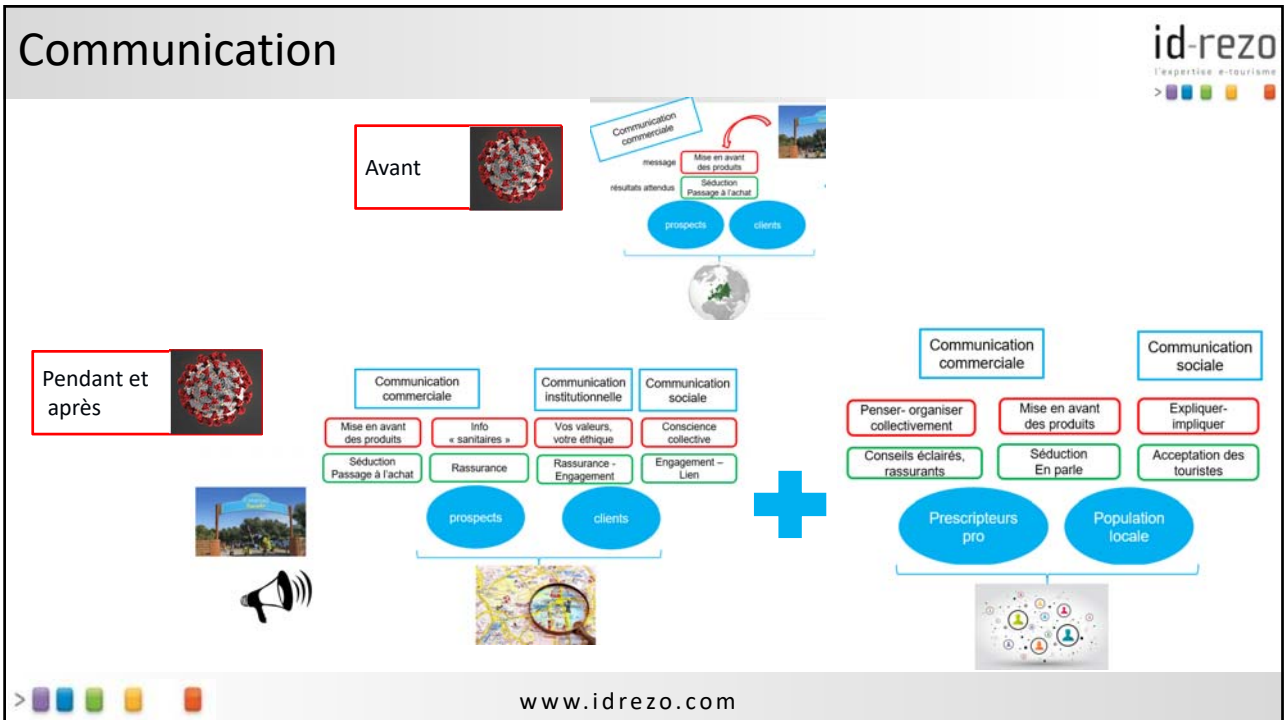 Communication
id-rezo
l'expertise e-tourisme
Avant
Communication
commerciale
message
Mise en avant
des produits
résultats attendus
Séduction
Passage à l'achat
prospects
clients
Pendant et
après
Communication
commerciale
Communication
institutionnelle
Communication
sociale
Mise en avant
des produits
Info
« sanitaires »
Vos valeurs,
votre éthique
Conscience
collective
Séduction
Passage à l'achat
Rassurance
Rassurance -
Engagement
Engagement –
Lien
prospects
clients
Communication
commerciale
Communication
sociale
Penser- organiser
collectivement
Mise en avant
des produits
Expliquer-
impliquer
Conseils éclairés,
rassurants
Séduction
En parle
Acceptation des
touristes
Prescripteurs
pro
Population
locale
www.idrezo.com